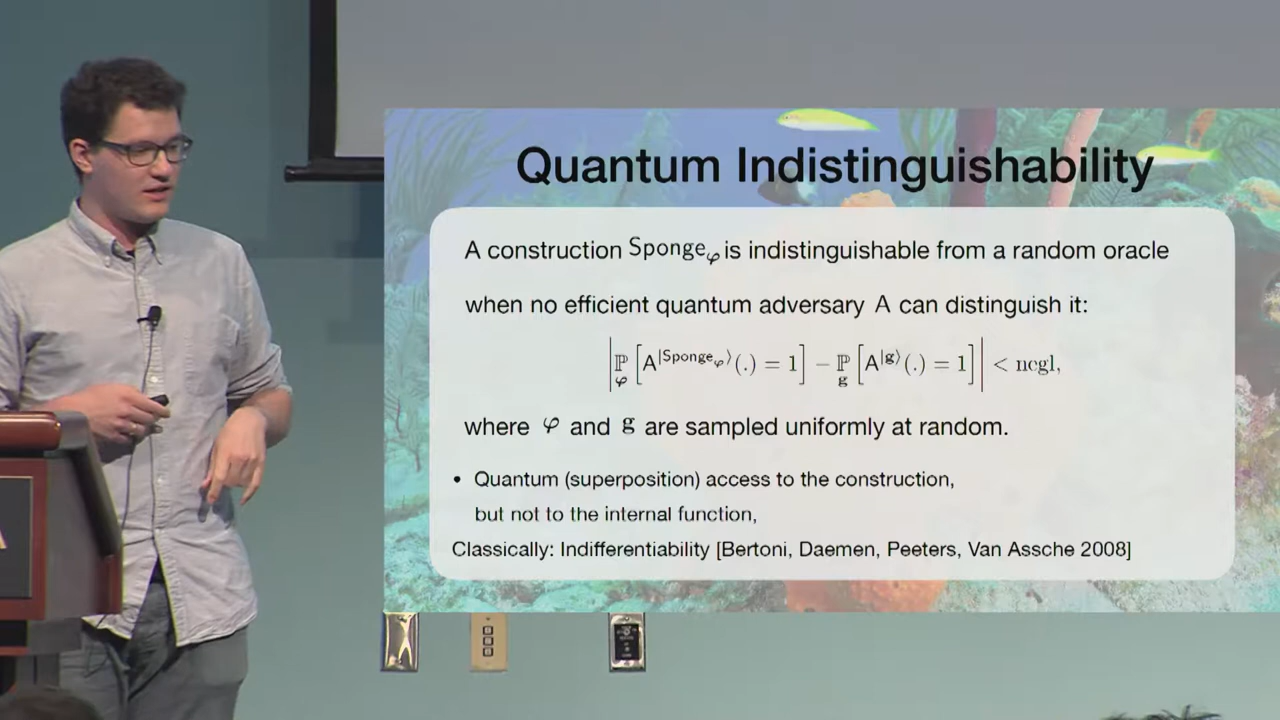 Quantum Indistinguishability
A construction Sponge_φ is indistinguishable from a random oracle
when no efficient quantum adversary A can distinguish it:
|ℙ_φ [A^{|Sponge_φ⟩}(.) = 1] − ℙ_g [A^{|g⟩}(.) = 1]| < negl,
where φ and g are sampled uniformly at random.
• Quantum (superposition) access to the construction,
but not to the internal function,
Classically: Indifferentiability [Bertoni, Daemen, Peeters, Van Assche 2008]
A